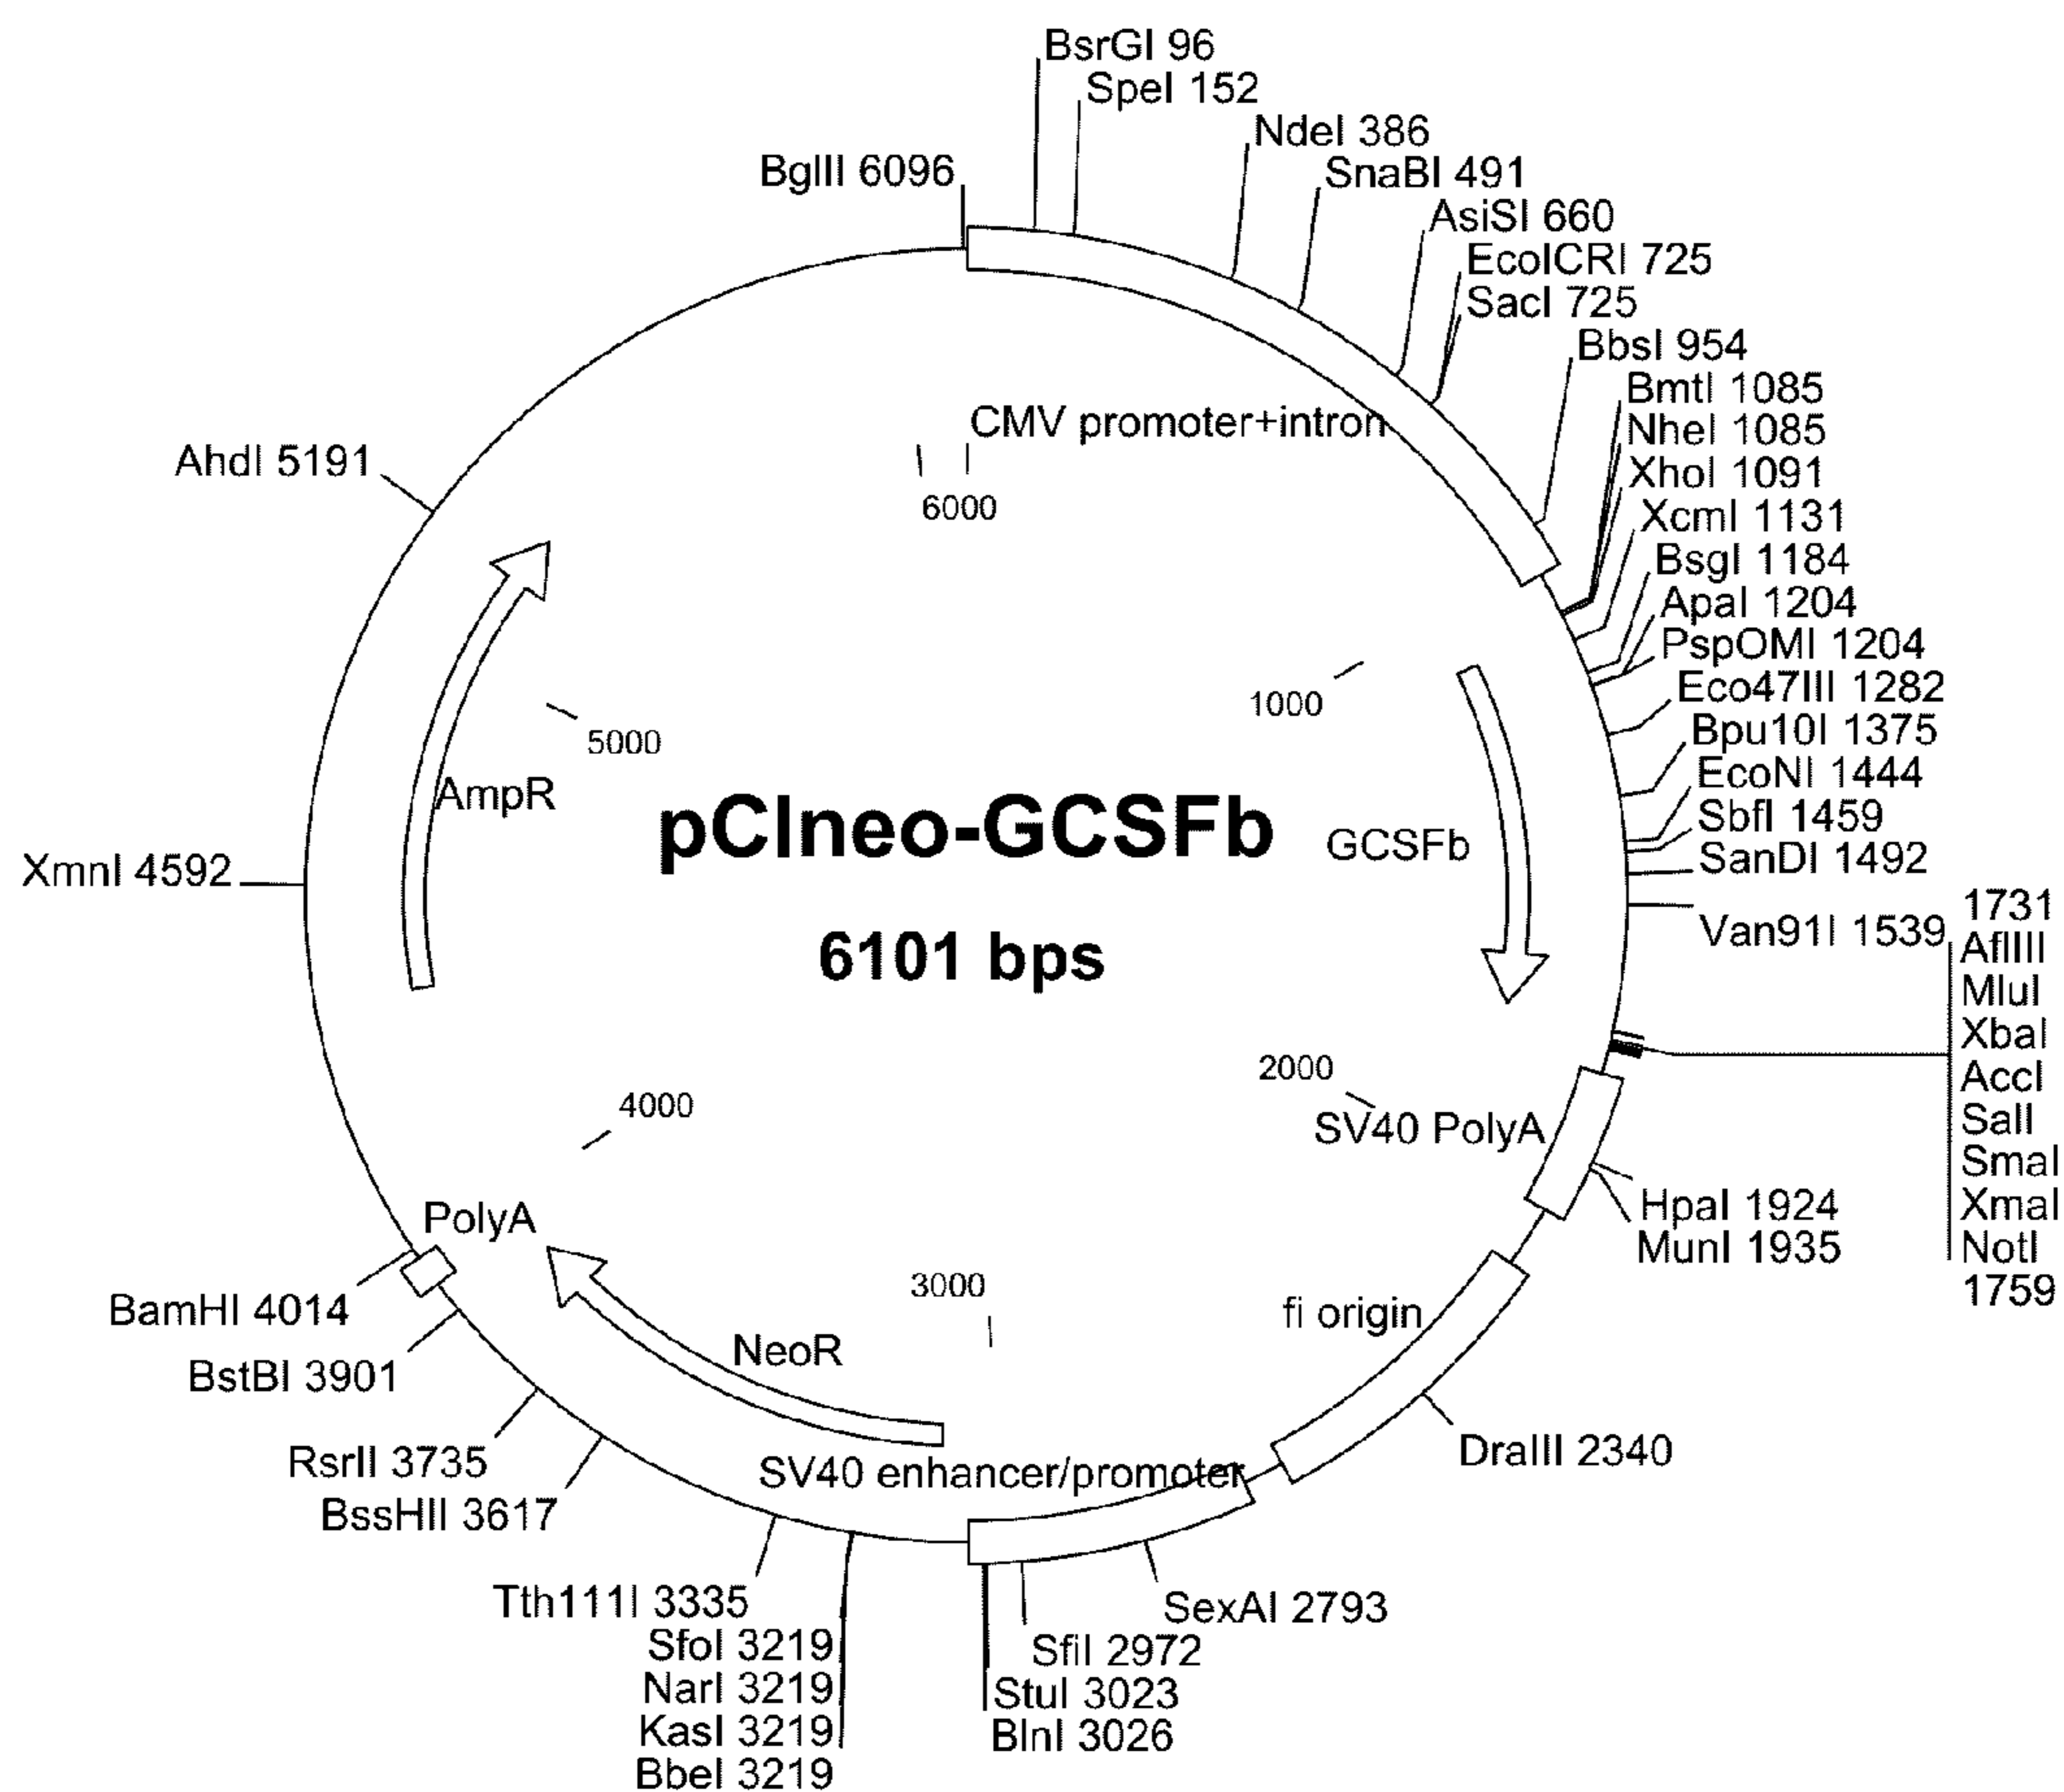 BsrGI 96
SpeI 152
NdeI 386
SnaBI 491
AsiSI 660
EcoICRI 725
SacI 725
BbsI 954
BmtI 1085
NheI 1085
XhoI 1091
XcmI 1131
BsgI 1184
ApaI 1204
PspOMI 1204
Eco47III 1282
Bpu10I 1375
EcoNI 1444
SbfI 1459
SanDI 1492
Van91I 1539
1731
AflIII
MluI
XbaI
AccI
SalI
SmaI
XmaI
NotI
1759
HpaI 1924
MunI 1935
DraIII 2340
SexAI 2793
SfiI 2972
StuI 3023
BlnI 3026
BbeI 3219
KasI 3219
NarI 3219
SfoI 3219
Tth111I 3335
BssHII 3617
RsrII 3735
BstBI 3901
BamHI 4014
XmnI 4592
AhdI 5191
BglII 6096
CMV promoter+intron
6000
1000
5000
AmpR
pCIneo-GCSFb
6101 bps
GCSFb
2000
SV40 PolyA
4000
PolyA
3000
fi origin
NeoR
SV40 enhancer/promoter